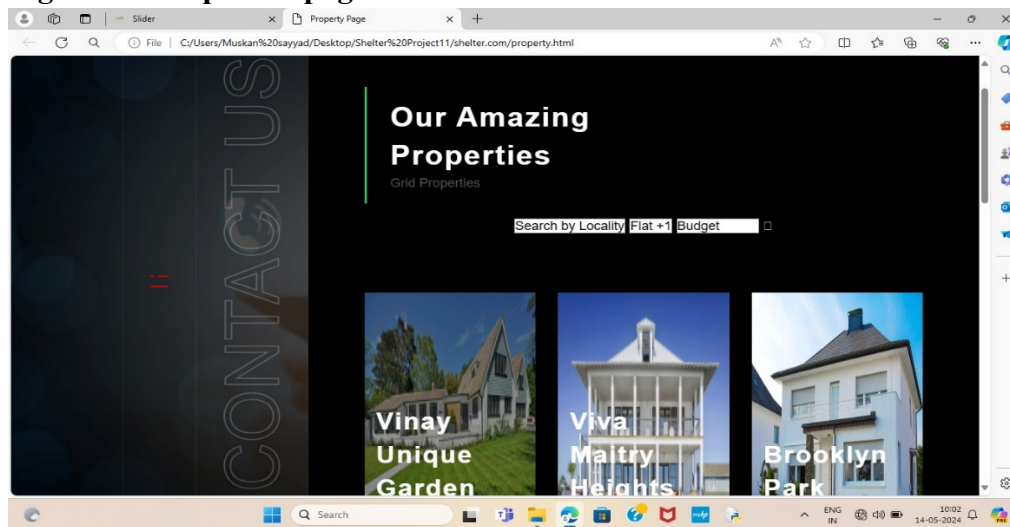 Slider
Property Page
File
C:/Users/Muskan%20sayyad/Desktop/Shelter%20Project11/shelter.com/property.html
CONTACT US
Our Amazing
Properties
Grid Properties
Search by Locality Flat +1 Budget
Vinay
Unique
Garden
Viva
Maitry
Heights
Brooklyn
Park
Search
ENG
IN
10:02
14-05-2024